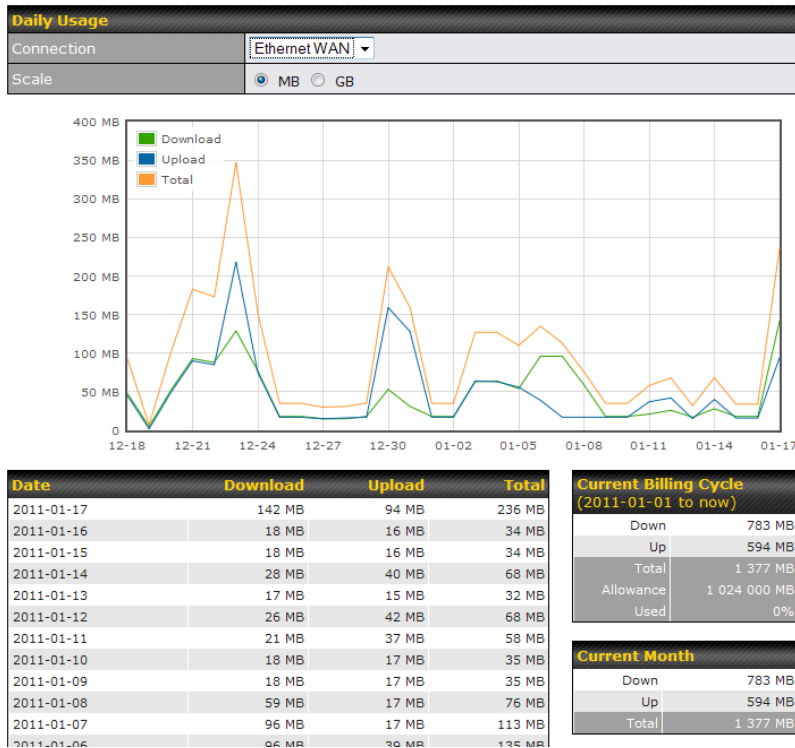 Daily Usage
Connection Ethernet WAN
Scale MB GB
400 MB
350 MB
300 MB
250 MB
200 MB
150 MB
100 MB
50 MB
0
Download
Upload
Total
12-18 12-21 12-24 12-27 12-30 01-02 01-05 01-08 01-11 01-14 01-17
Date Download Upload Total
2011-01-17 142 MB 94 MB 236 MB
2011-01-16 18 MB 16 MB 34 MB
2011-01-15 18 MB 16 MB 34 MB
2011-01-14 28 MB 40 MB 68 MB
2011-01-13 17 MB 15 MB 32 MB
2011-01-12 26 MB 42 MB 68 MB
2011-01-11 21 MB 37 MB 58 MB
2011-01-10 18 MB 17 MB 35 MB
2011-01-09 18 MB 17 MB 35 MB
2011-01-08 59 MB 17 MB 76 MB
2011-01-07 96 MB 17 MB 113 MB
2011-01-06 96 MB 39 MB 135 MB
Current Billing Cycle
(2011-01-01 to now)
Down 783 MB
Up 594 MB
Total 1 377 MB
Allowance 1 024 000 MB
Used 0%
Current Month
Down 783 MB
Up 594 MB
Total 1 377 MB